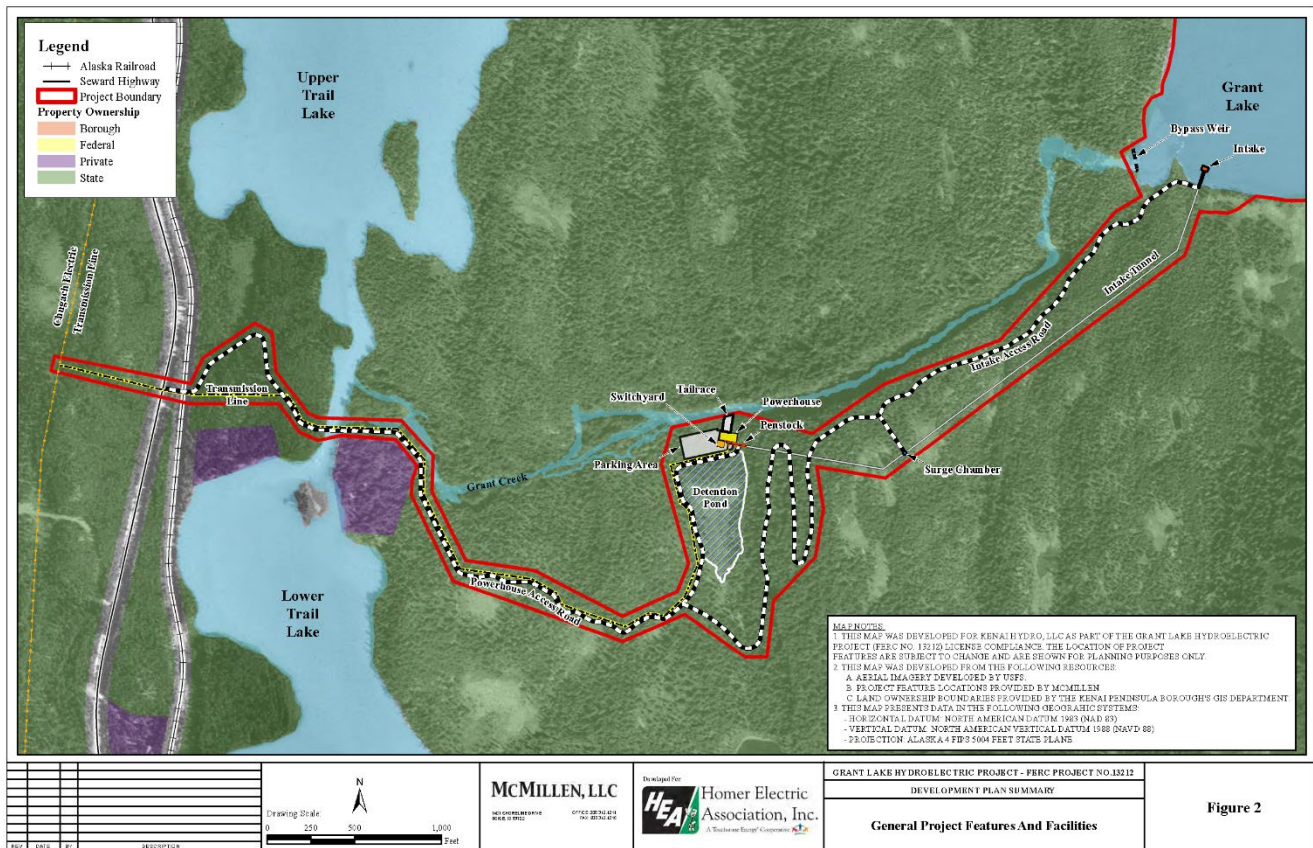 Legend
Alaska Railroad
Seward Highway
Project Boundary
Property Ownership
Borough
Federal
Private
State
Upper
Trail
Lake
Grant
Lake
Bypass Weir
Intake
Chugach Electric
Transmission Line
Intake Tunnel
Intake Access Road
Transmission
Line
Tailrace
Switchyard
Powerhouse
Penstock
Parking Area
Surge Chamber
Grant Creek
Detention
Pond
Powerhouse Access Road
Lower
Trail
Lake
MAP NOTES:
1. THIS MAP WAS DEVELOPED FOR KENAI HYDRO, LLC AS PART OF THE GRANT LAKE HYDROELECTRIC
PROJECT (FERC NO. 13212) LICENSE COMPLIANCE. THE LOCATION OF PROJECT
FEATURES ARE SUBJECT TO CHANGE AND ARE SHOWN FOR PLANNING PURPOSES ONLY.
2. THIS MAP WAS DEVELOPED FROM THE FOLLOWING RESOURCES:
A. AERIAL IMAGERY DEVELOPED BY USFS.
B. PROJECT FEATURE LOCATIONS PROVIDED BY MCMILLEN
C. LAND OWNERSHIP BOUNDARIES PROVIDED BY THE KENAI PENINSULA BOROUGH'S GIS DEPARTMENT
3. THIS MAP PRESENTS DATA IN THE FOLLOWING GEOGRAHIC SYSTEMS:
- HORIZONTAL DATUM: NORTH AMERICAN DATUM 1983 (NAD 83)
- VERTICAL DATUM: NORTH AMERICAN VERTICAL DATUM 1988 (NAVD 88)
- PROJECTION: ALASKA 4 FIPS 5004 FEET STATE PLANE
REV DATE BY DESCRIPTION
N
Drawing Scale:
0 250 500 1,000
Feet
MCMILLEN, LLC
Developed For
HEA
Homer Electric
Association, Inc.
A Touchstone Energy Cooperative
GRANT LAKE HYDROELECTRIC PROJECT - FERC PROJECT NO.13212
DEVELOPMENT PLAN SUMMARY
General Project Features And Facilities
Figure 2